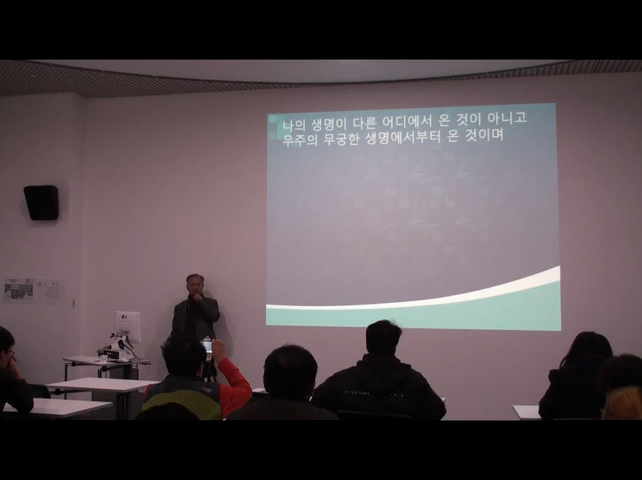 나의 생명이 다른 어디에서 온 것이 아니고
우주의 무궁한 생명에서부터 온 것이며